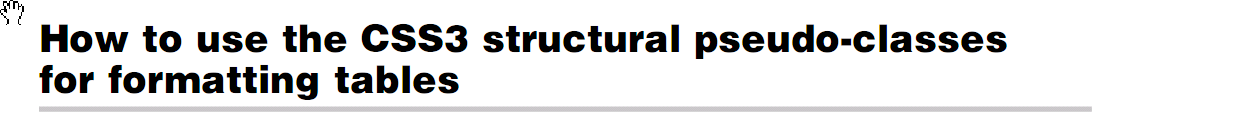 How to use the CSS3 structural pseudo-classes
for formatting tables